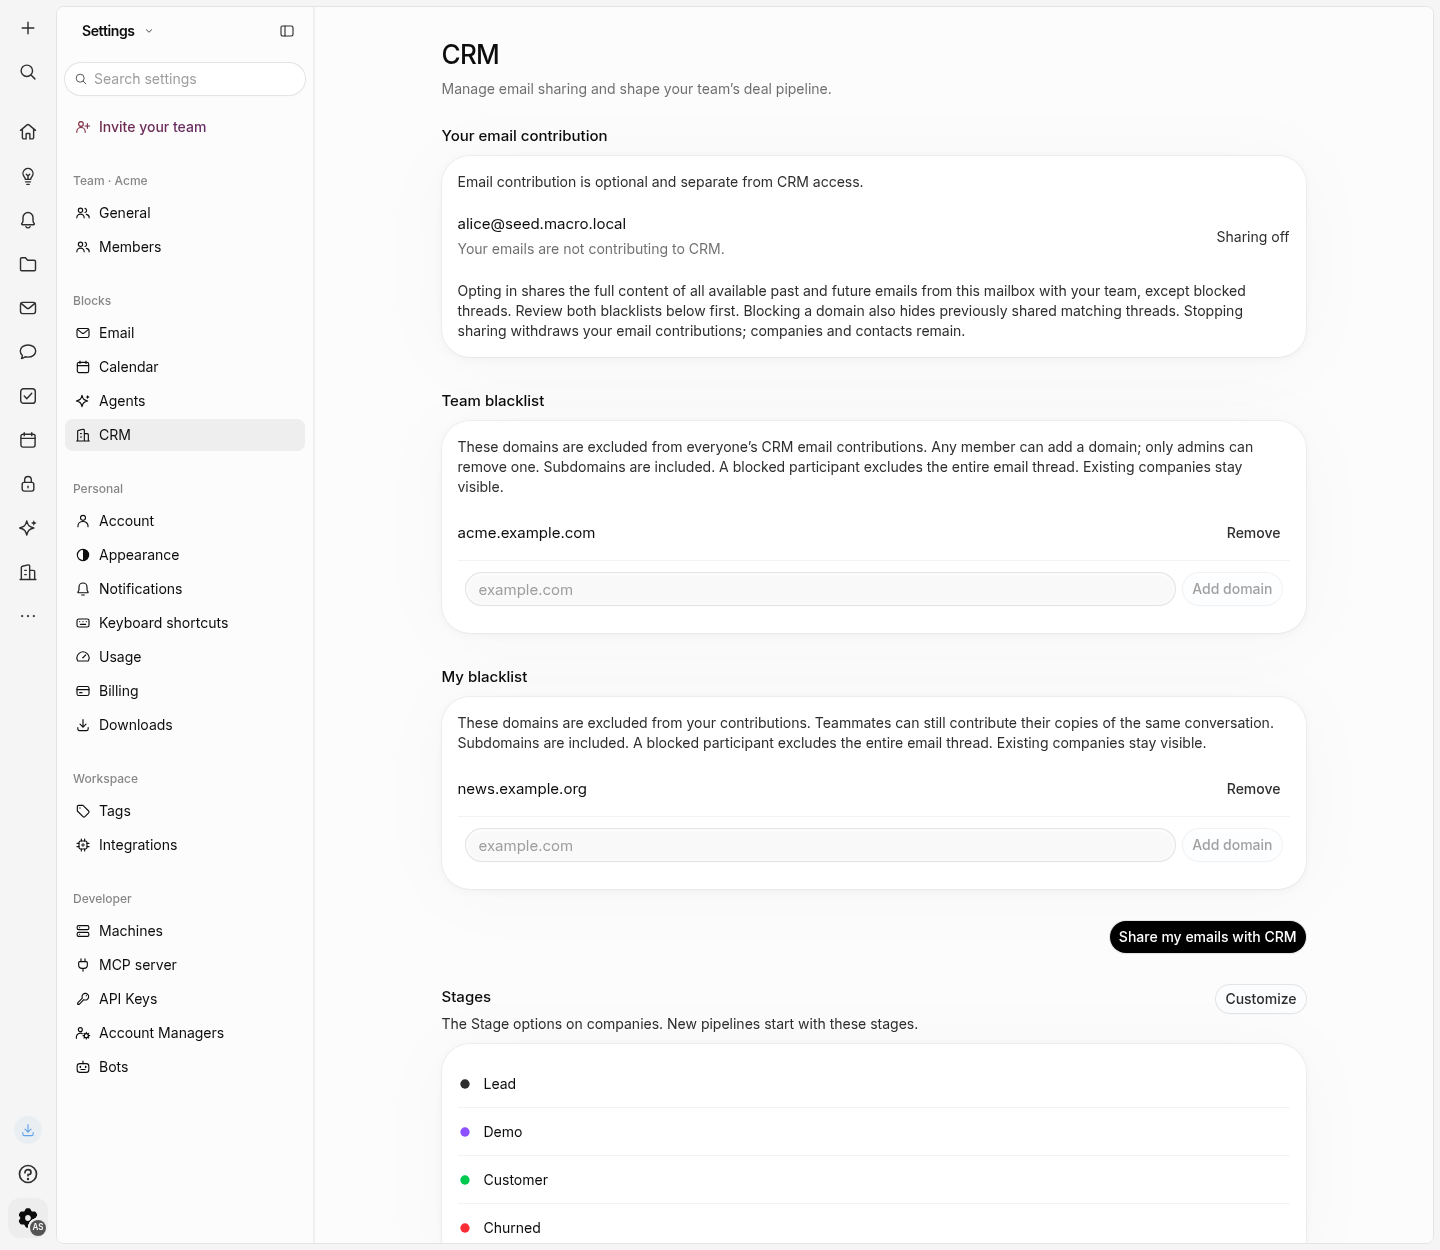 Settings
Search settings
Invite your team
Team · Acme
General
Members
Blocks
Email
Calendar
Agents
CRM
Personal
Account
Appearance
Notifications
Keyboard shortcuts
Usage
Billing
Downloads
Workspace
Tags
Integrations
Developer
Machines
MCP server
API Keys
Account Managers
Bots
AS
CRM
Manage email sharing and shape your team's deal pipeline.
Your email contribution
Email contribution is optional and separate from CRM access.
alice@seed.macro.local
Your emails are not contributing to CRM.
Sharing off
Opting in shares the full content of all available past and future emails from this mailbox with your team, except blocked
threads. Review both blacklists below first. Blocking a domain also hides previously shared matching threads. Stopping
sharing withdraws your email contributions; companies and contacts remain.
Team blacklist
These domains are excluded from everyone's CRM email contributions. Any member can add a domain; only admins can
remove one. Subdomains are included. A blocked participant excludes the entire email thread. Existing companies stay
visible.
acme.example.com
Remove
example.com
Add domain
My blacklist
These domains are excluded from your contributions. Teammates can still contribute their copies of the same conversation.
Subdomains are included. A blocked participant excludes the entire email thread. Existing companies stay visible.
news.example.org
Remove
example.com
Add domain
Share my emails with CRM
Stages
Customize
The Stage options on companies. New pipelines start with these stages.
Lead
Demo
Customer
Churned